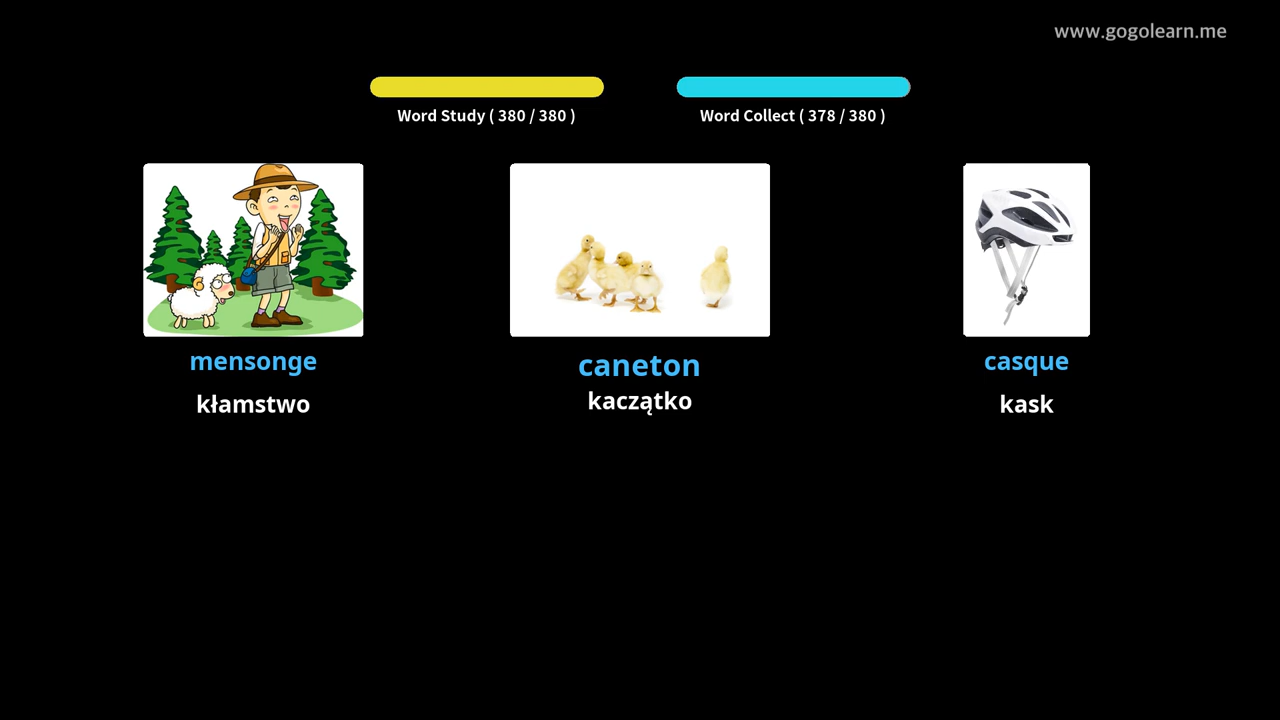 www.gogolearn.me
Word Study ( 380 / 380 )
Word Collect ( 378 / 380 )
mensonge
kłamstwo
caneton
kaczątko
casque
kask